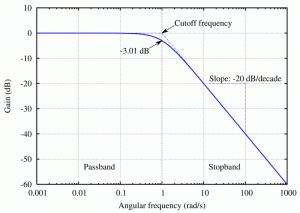 0
-10
-20
-30
-40
-50
-60
Gain (dB)
Cutoff frequency
-3.01 dB
Slope: -20 dB/decade
Passband
Stopband
0.001
0.01
0.1
1
10
100
1000
Angular frequency (rad/s)